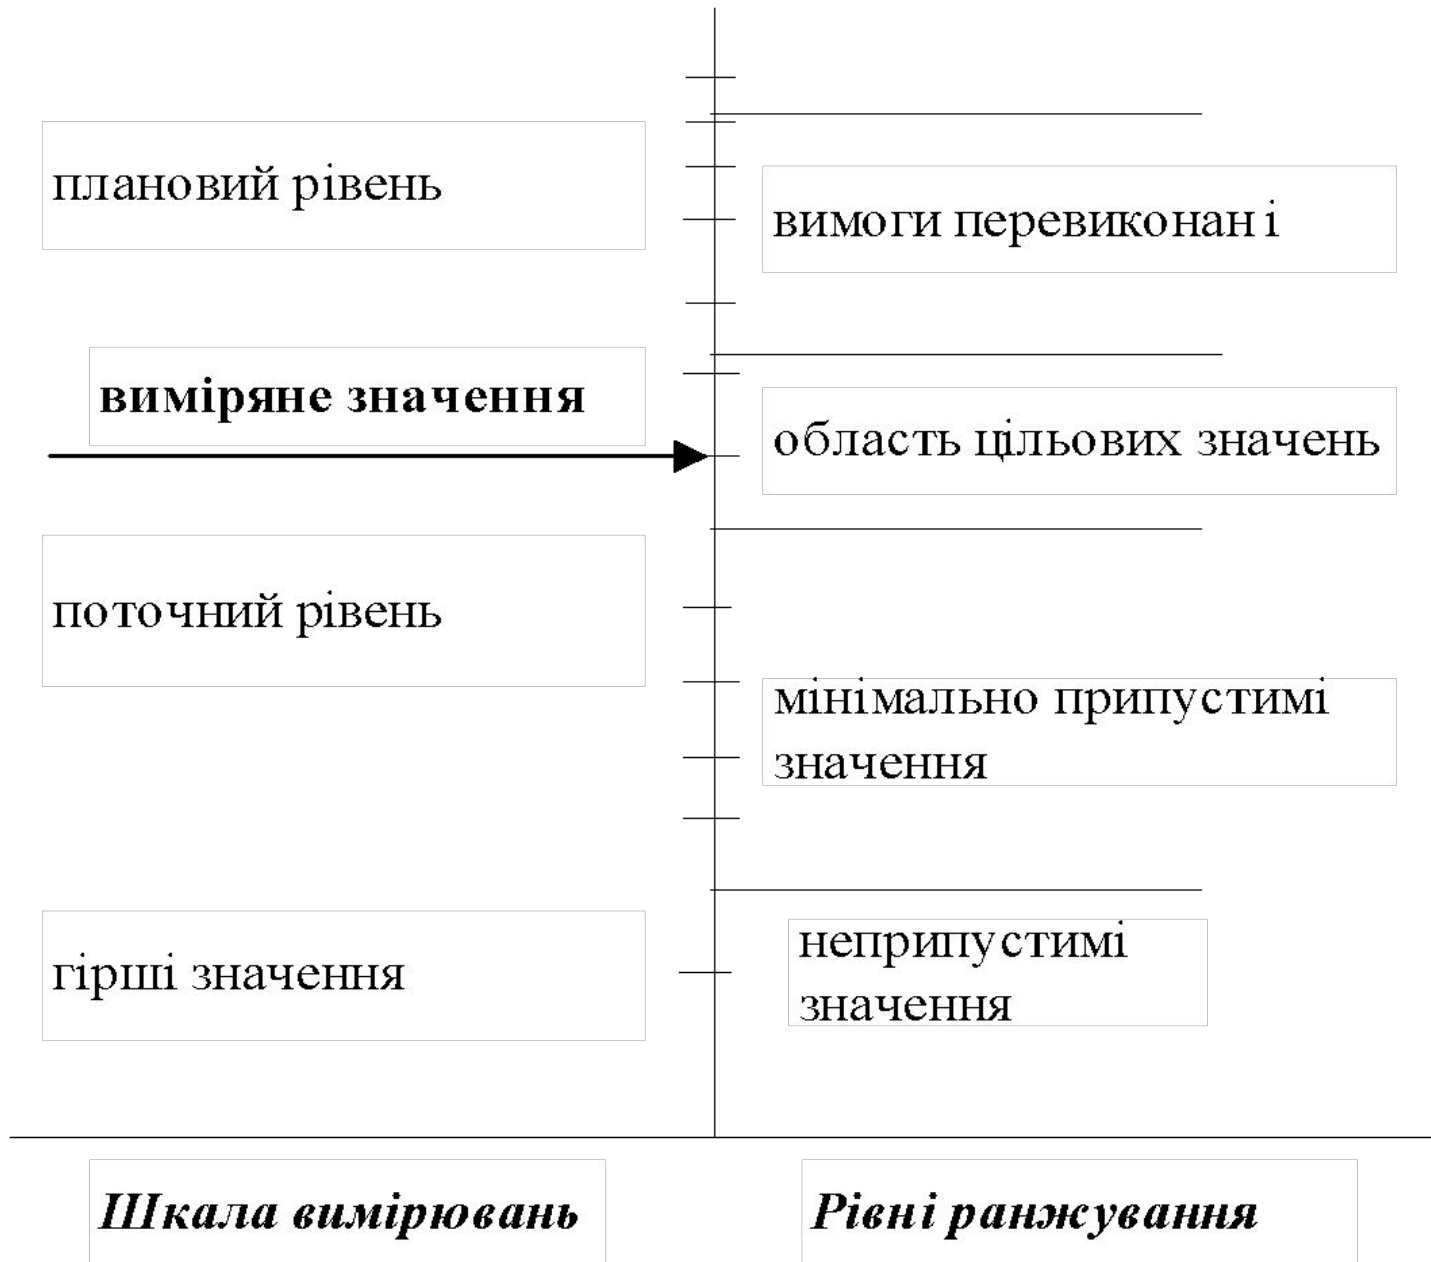 плановий рівень
вимоги перевиконан і
виміряне значення
область цільових значень
поточний рівень
мінімально припустимі
значення
гірші значення
неприпустимі
значення
Шкала вимірювань
Рівні ранжування